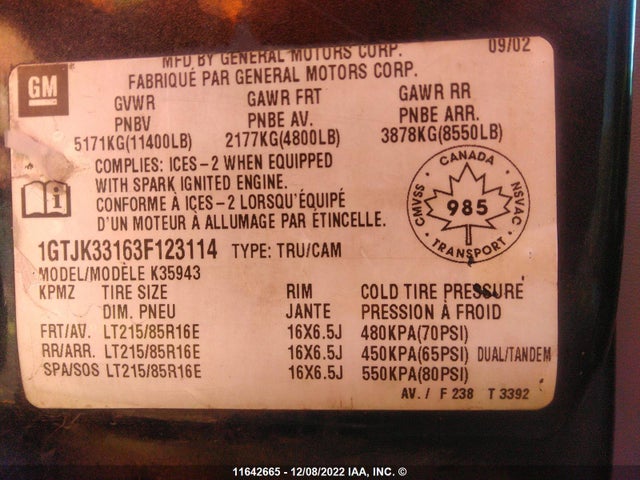 MFD BY GENERAL MOTORS CORP. 09/02
FABRIQUÉ PAR GENERAL MOTORS CORP.
GM
GVWR GAWR FRT GAWR RR
PNBV PNBE AV. PNBE ARR.
5171KG(11400LB) 2177KG(4800LB) 3878KG(8550LB)
COMPLIES: ICES-2 WHEN EQUIPPED
WITH SPARK IGNITED ENGINE.
CONFORME À ICES-2 LORSQU'ÉQUIPÉ
D'UN MOTEUR À ALLUMAGE PAR ÉTINCELLE.
CANADA
CMVSS 985 NSVAC
TRANSPORT
1GTJK33163F123114 TYPE: TRU/CAM
MODEL/MODÈLE K35943
KPMZ TIRE SIZE RIM COLD TIRE PRESSURE
DIM. PNEU JANTE PRESSION À FROID
FRT/AV. LT215/85R16E 16X6.5J 480KPA(70PSI)
RR/ARR. LT215/85R16E 16X6.5J 450KPA(65PSI) DUAL/TANDEM
SPA/SOS LT215/85R16E 16X6.5J 550KPA(80PSI)
AV. / F 238 T 3392
11642665 - 12/08/2022 IAA, INC. ©